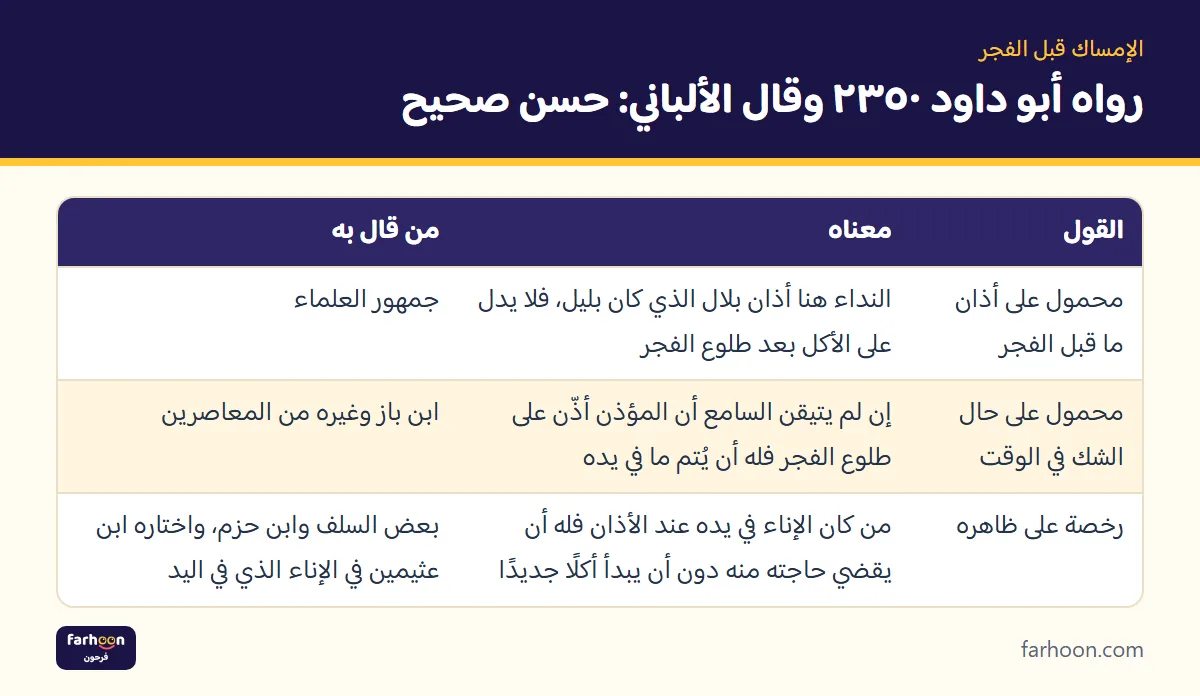 الإمساك قبل الفجر
رواه أبو داود ٢٣٥٠ وقال الألباني: حسن صحيح
القول معناه من قال به
محمول على أذان النداء هنا أذان بلال الذي كان بليل، فلا يدل جمهور العلماء
ما قبل الفجر على الأكل بعد طلوع الفجر
محمول على حال إن لم يتيقن السامع أن المؤذن أذّن على ابن باز وغيره من المعاصرين
الشك في الوقت طلوع الفجر فله أن يُتم ما في يده
رخصة على ظاهره من كان الإناء في يده عند الأذان فله أن بعض السلف وابن حزم، واختاره ابن
يقضي حاجته منه دون أن يبدأ أكلًا جديدًا عثيمين في الإناء الذي في اليد
farhoon.com farhoon
فرحون